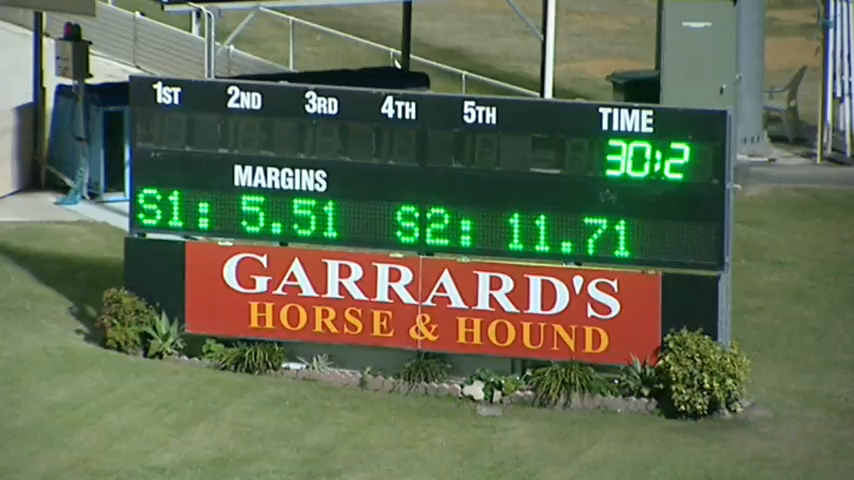 1ST 2ND 3RD 4TH 5TH TIME
30:2
MARGINS
S1: 5.51 S2: 11.71
GARRARD'S
HORSE & HOUND